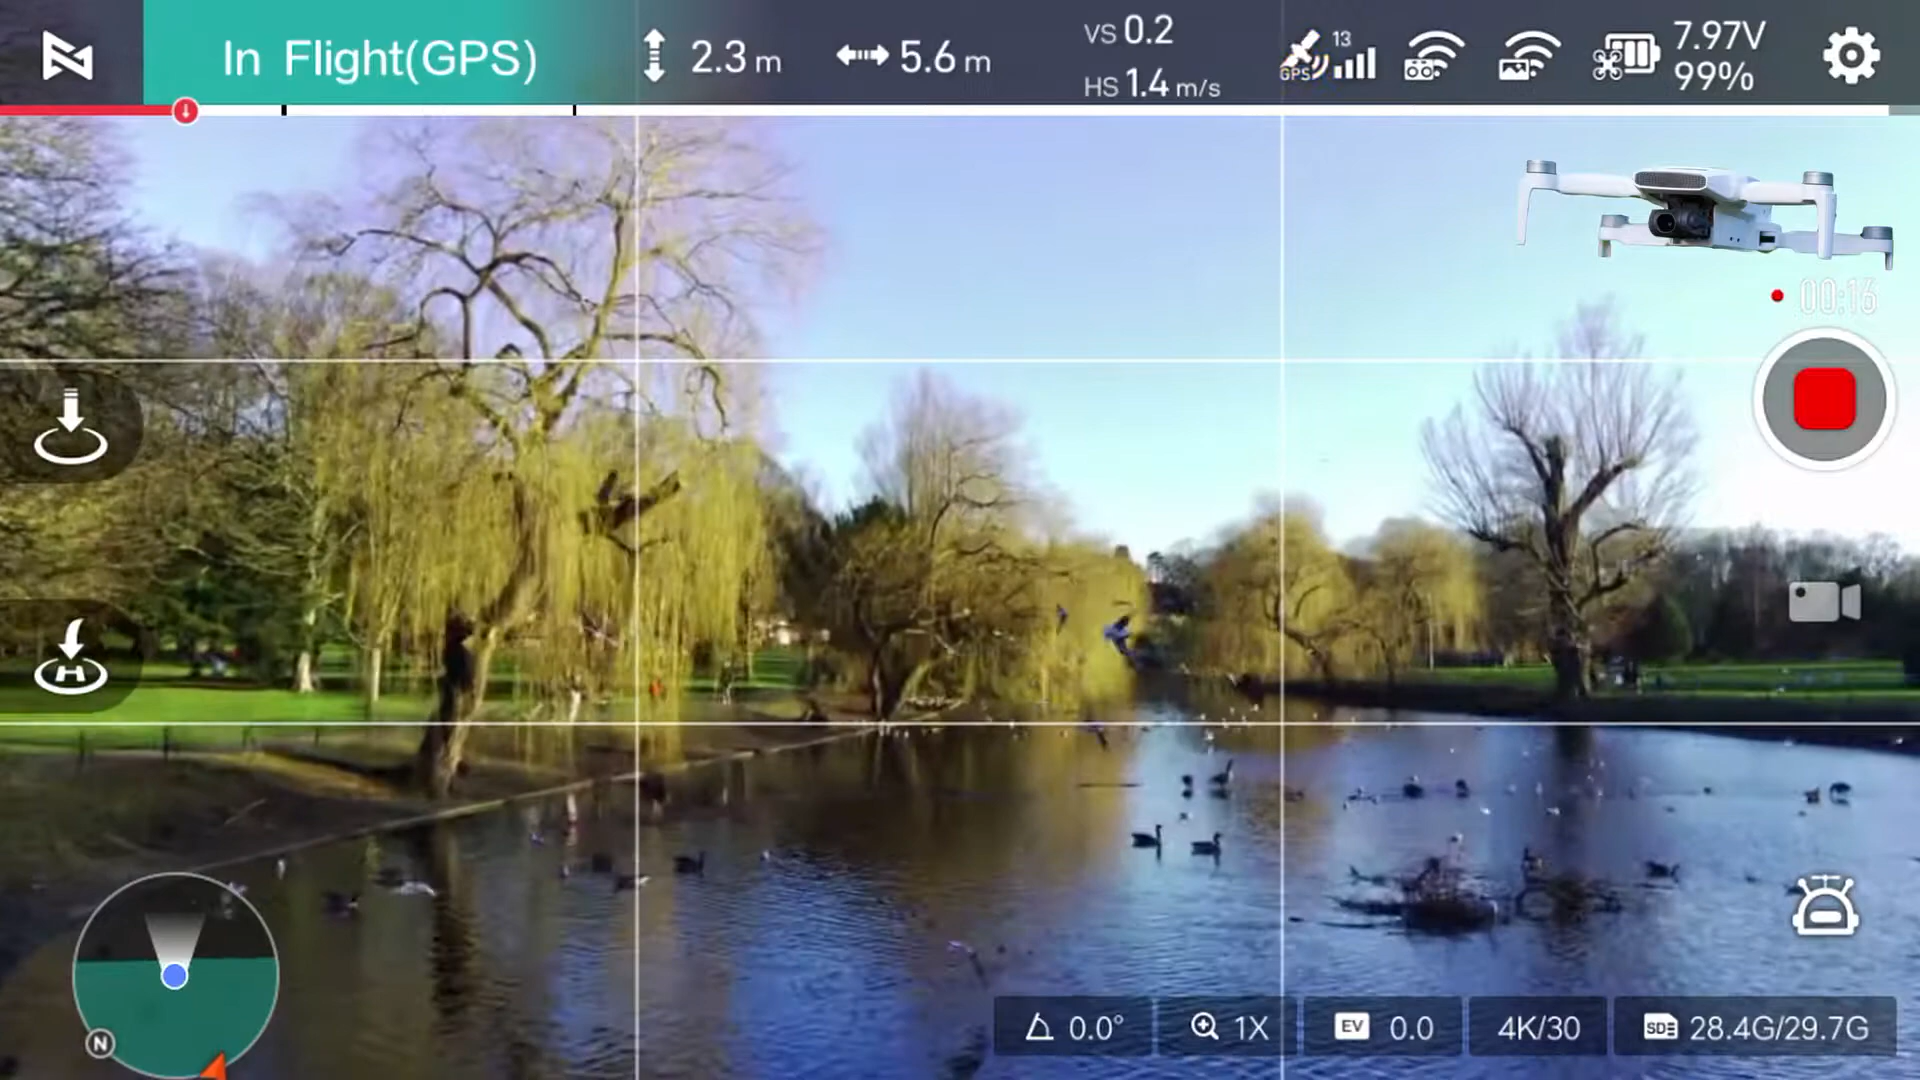 In Flight(GPS)
2.3 m
5.6 m
VS 0.2
HS 1.4 m/s
GPS
13
7.97V
99%
00:16
H
N
0.0°
1X
EV 0.0
4K/30
SD 28.4G/29.7G